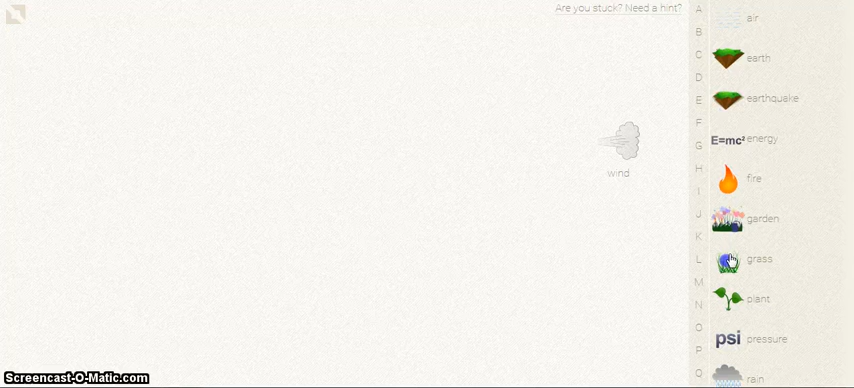 Are you stuck? Need a hint?
A
B
C
D
E
F
G
H
I
J
K
L
M
N
O
P
Q
air
earth
earthquake
E=mc² energy
fire
garden
grass
plant
psi pressure
rain
wind
Screencast-O-Matic.com